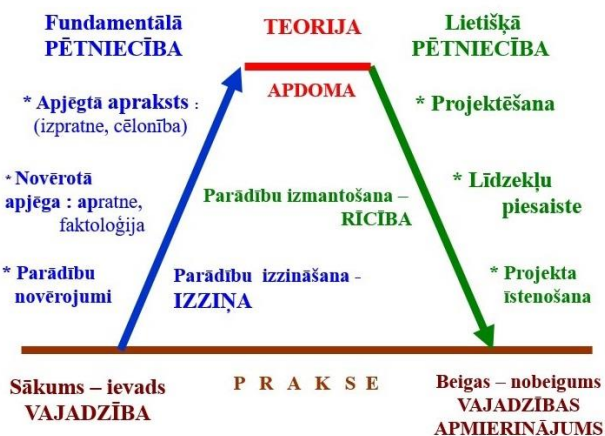 Fundamentālā
PĒTNIECĪBA
TEORIJA
Lietišķā
PĒTNIECĪBA
APDOMA
* Apjēgtā apraksts :
(izpratne, cēlonība)
* Projektēšana
* Novērotā
apjēga : apratne,
faktoloģija
Parādību izmantošana –
RĪCĪBA
* Līdzekļu
piesaiste
* Parādību
novērojumi
Parādību izzināšana -
IZZIŅA
* Projekta
īstenošana
Sākums – ievads
VAJADZĪBA
P R A K S E
Beigas – nobeigums
VAJADZĪBAS
APMIERINĀJUMS